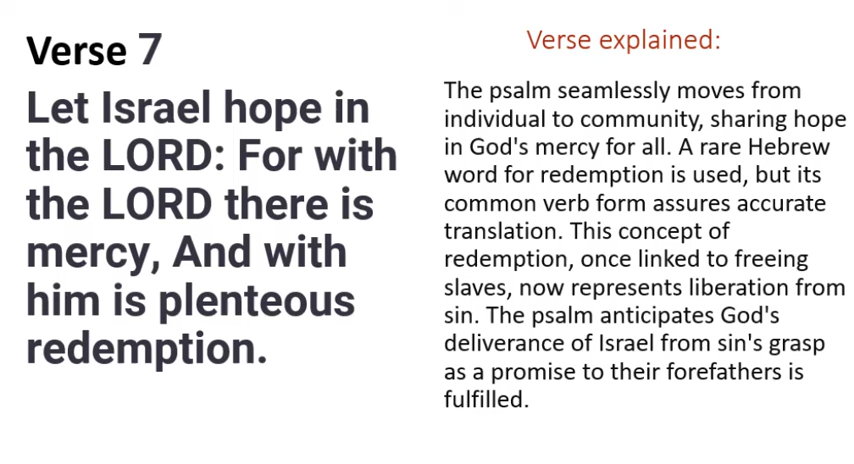 Verse 7
Let Israel hope in
the LORD: For with
the LORD there is
mercy, And with
him is plenteous
redemption.
Verse explained:
The psalm seamlessly moves from
individual to community, sharing hope
in God's mercy for all. A rare Hebrew
word for redemption is used, but its
common verb form assures accurate
translation. This concept of
redemption, once linked to freeing
slaves, now represents liberation from
sin. The psalm anticipates God's
deliverance of Israel from sin's grasp
as a promise to their forefathers is
fulfilled.